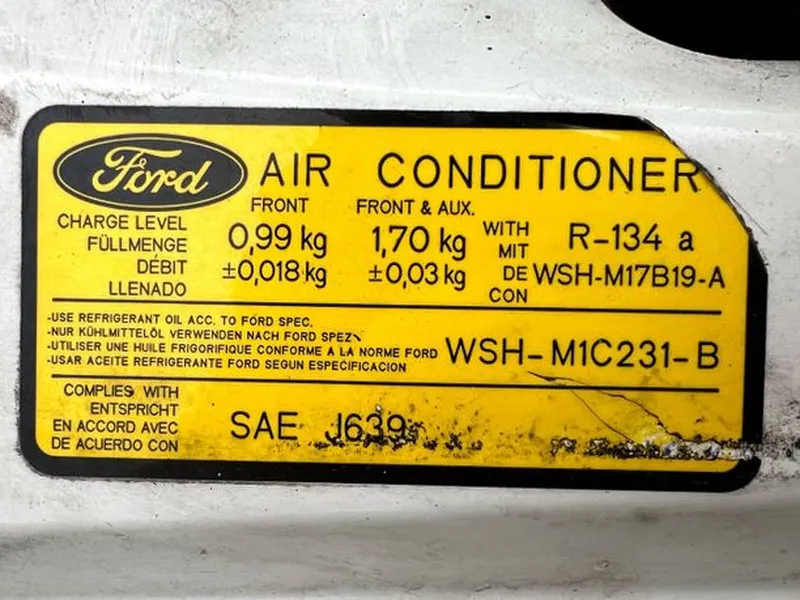 Ford AIR CONDITIONER
FRONT FRONT & AUX.
CHARGE LEVEL
FÜLLMENGE
DÉBIT
LLENADO
0,99 kg 1,70 kg
±0,018 kg ±0,03 kg
WITH
MIT
DE
CON
R-134 a
WSH-M17B19-A
-USE REFRIGERANT OIL ACC. TO FORD SPEC.
-NUR KÜHLMITTELÖL VERWENDEN NACH FORD SPEZ.
-UTILISER UNE HUILE FRIGORIFIQUE CONFORME A LA NORME FORD
-USAR ACEITE REFRIGERANTE FORD SEGUN ESPECIFICACION
WSH-M1C231-B
COMPLIES WITH
ENTSPRICHT
EN ACCORD AVEC
DE ACUERDO CON
SAE J639